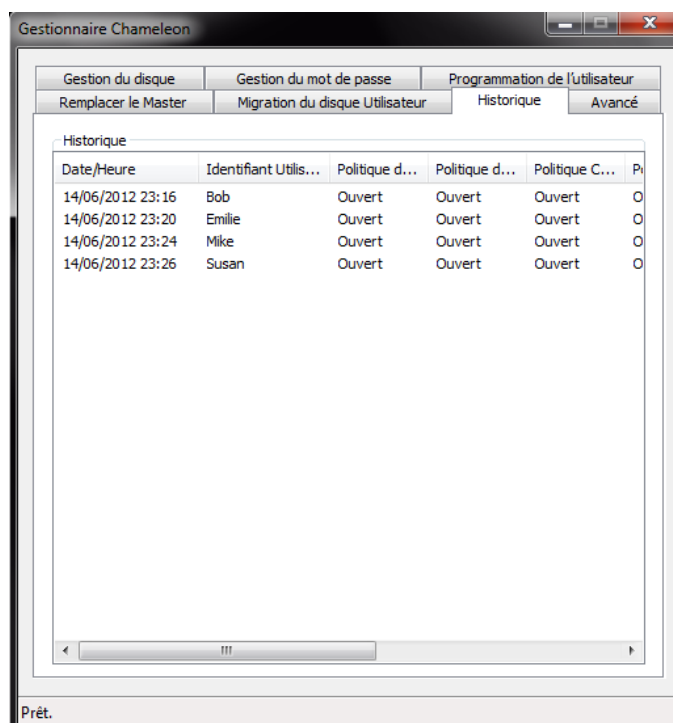 Gestionnaire Chameleon
Gestion du disque Gestion du mot de passe Programmation de l'utilisateur
Remplacer le Master Migration du disque Utilisateur Historique Avancé
Historique
Date/Heure Identifiant Utilis... Politique d... Politique d... Politique C...
14/06/2012 23:16 Bob Ouvert Ouvert Ouvert O
14/06/2012 23:20 Emilie Ouvert Ouvert Ouvert O
14/06/2012 23:24 Mike Ouvert Ouvert Ouvert O
14/06/2012 23:26 Susan Ouvert Ouvert Ouvert O
Prêt.